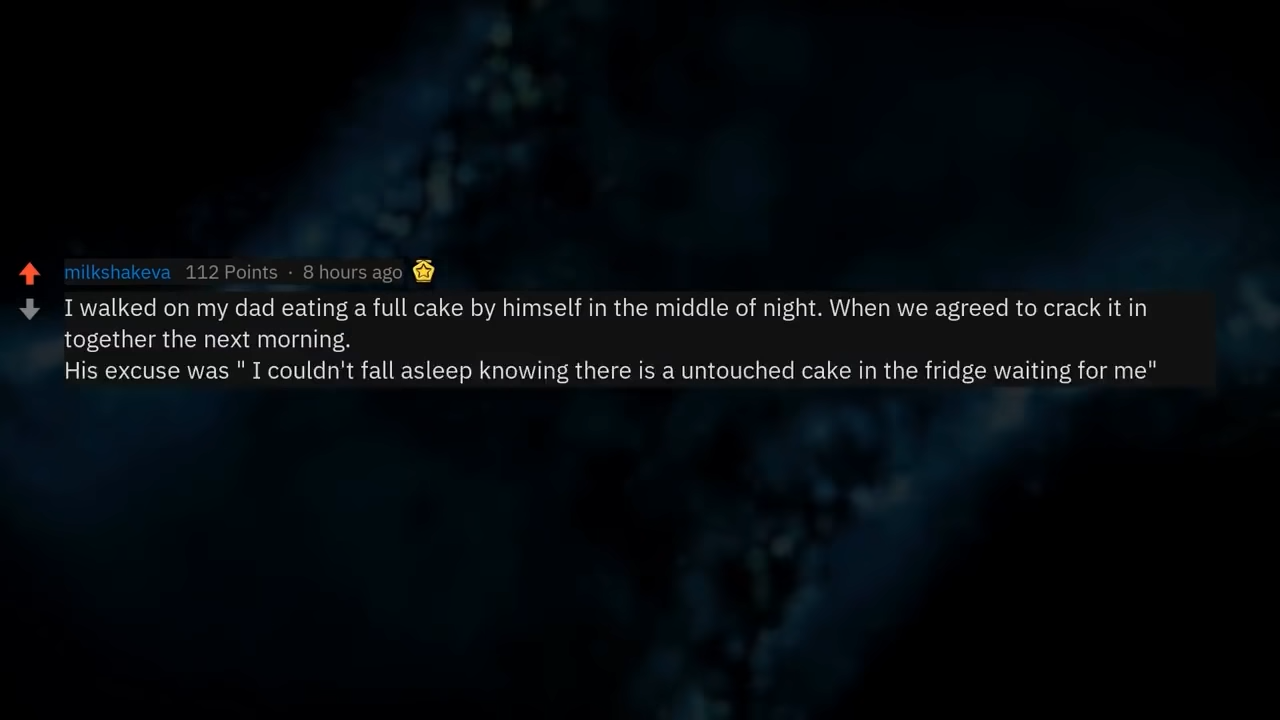 milkshakeva 112 Points · 8 hours ago
I walked on my dad eating a full cake by himself in the middle of night. When we agreed to crack it in
together the next morning.
His excuse was " I couldn't fall asleep knowing there is a untouched cake in the fridge waiting for me"